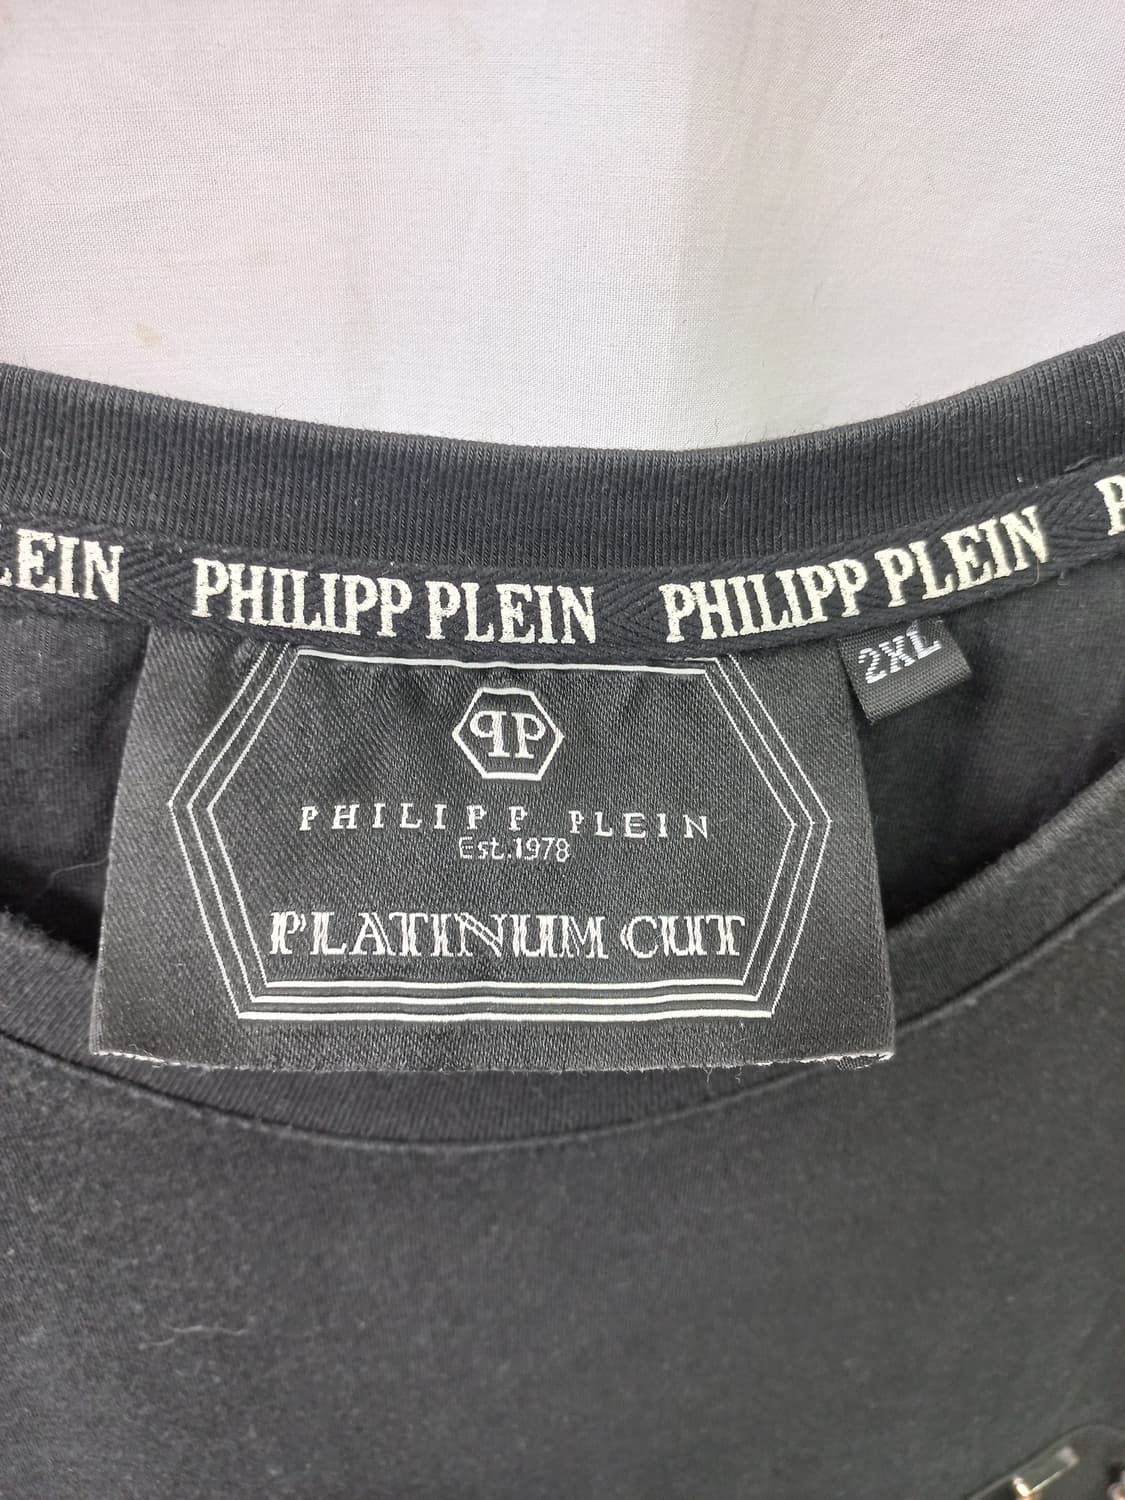 LEIN PHILIPP PLEIN PHILIPP PLEIN P
2XL
PHILIPP PLEIN
Est.1978
PLATINUM CUT